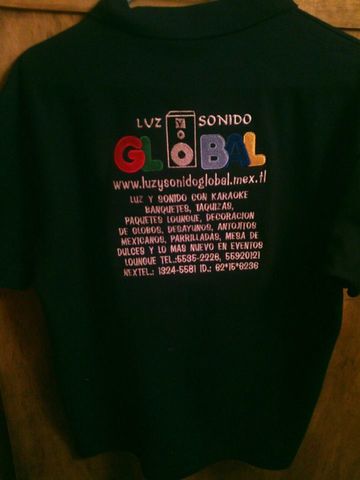 LUZ Y SONIDO
GLOBAL
www.luzysonidoglobal.mex.tl
LUZ Y SONIDO CON KARAOKE
BANQUETES, TAQUIZAS,
PAQUETES LOUNGUE, DECORACION
DE GLOBOS, DESAYUNOS, ANTOJITOS
MEXICANOS, PARRILLADAS, MESA DE
DULCES Y LO MAS NUEVO EN EVENTOS
LOUNGUE TEL.:5535-2226, 55920121
NEXTEL.: 1324-5581 ID.: 62*15*6236